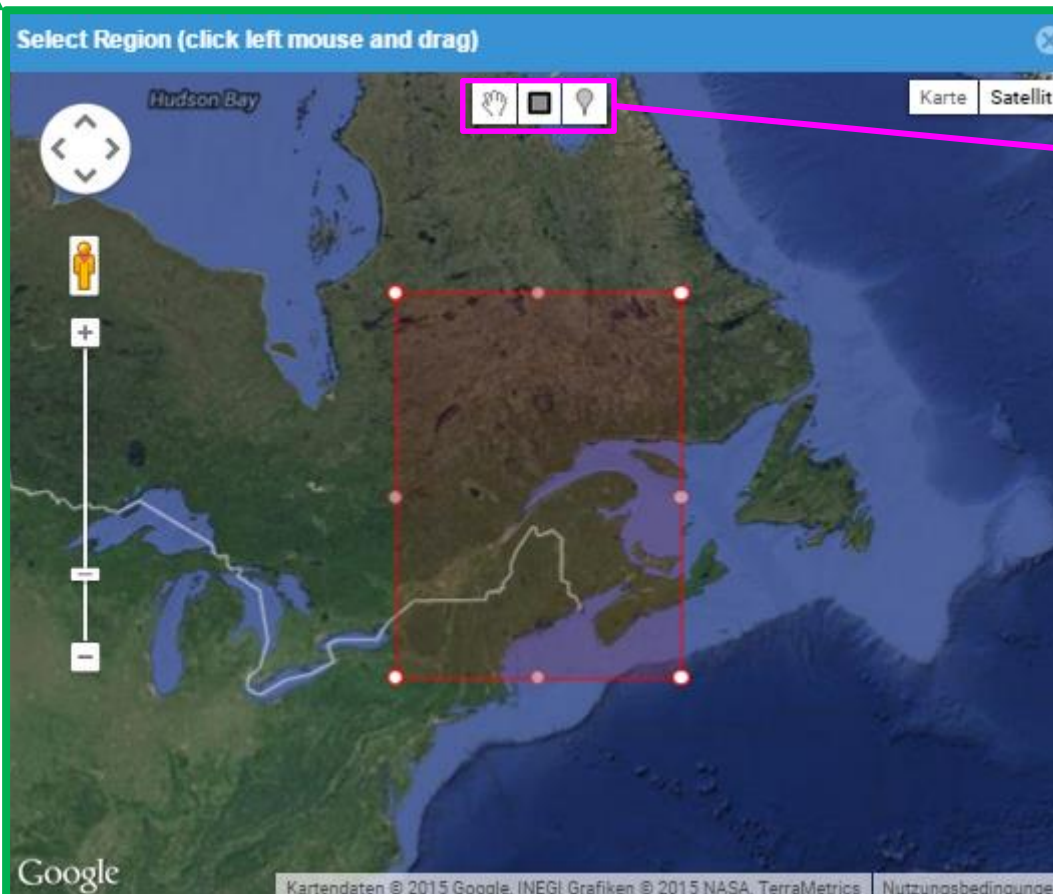 Select Region (click left mouse and drag)
Hudson Bay
Karte Satellit
Google
Kartendaten © 2015 Google, INEGI Grafiken © 2015 NASA, TerraMetrics Nutzungsbedingunge